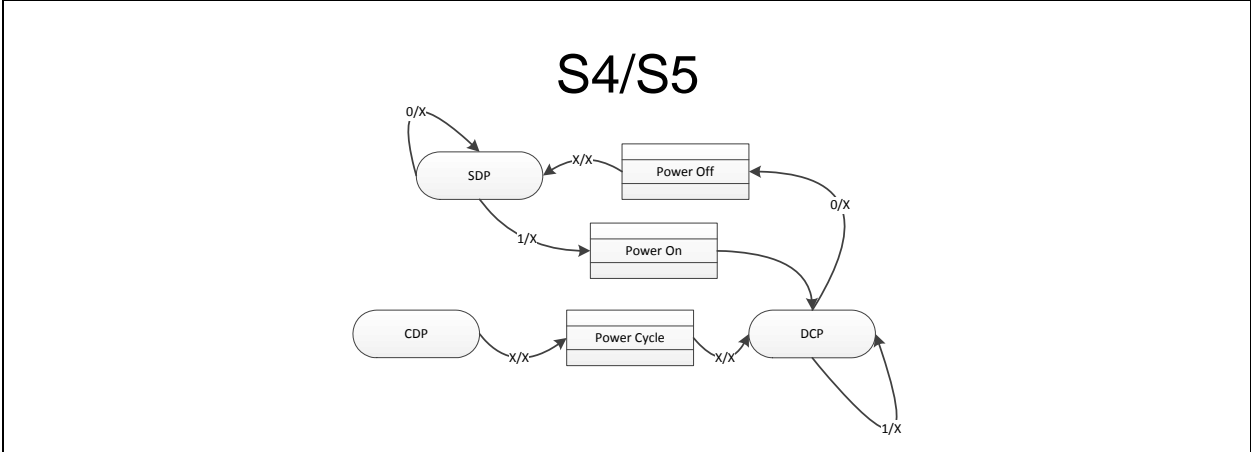 S4/S5
0/X
SDP
X/X
Power Off
0/X
1/X
Power On
CDP
X/X
Power Cycle
X/X
DCP
1/X